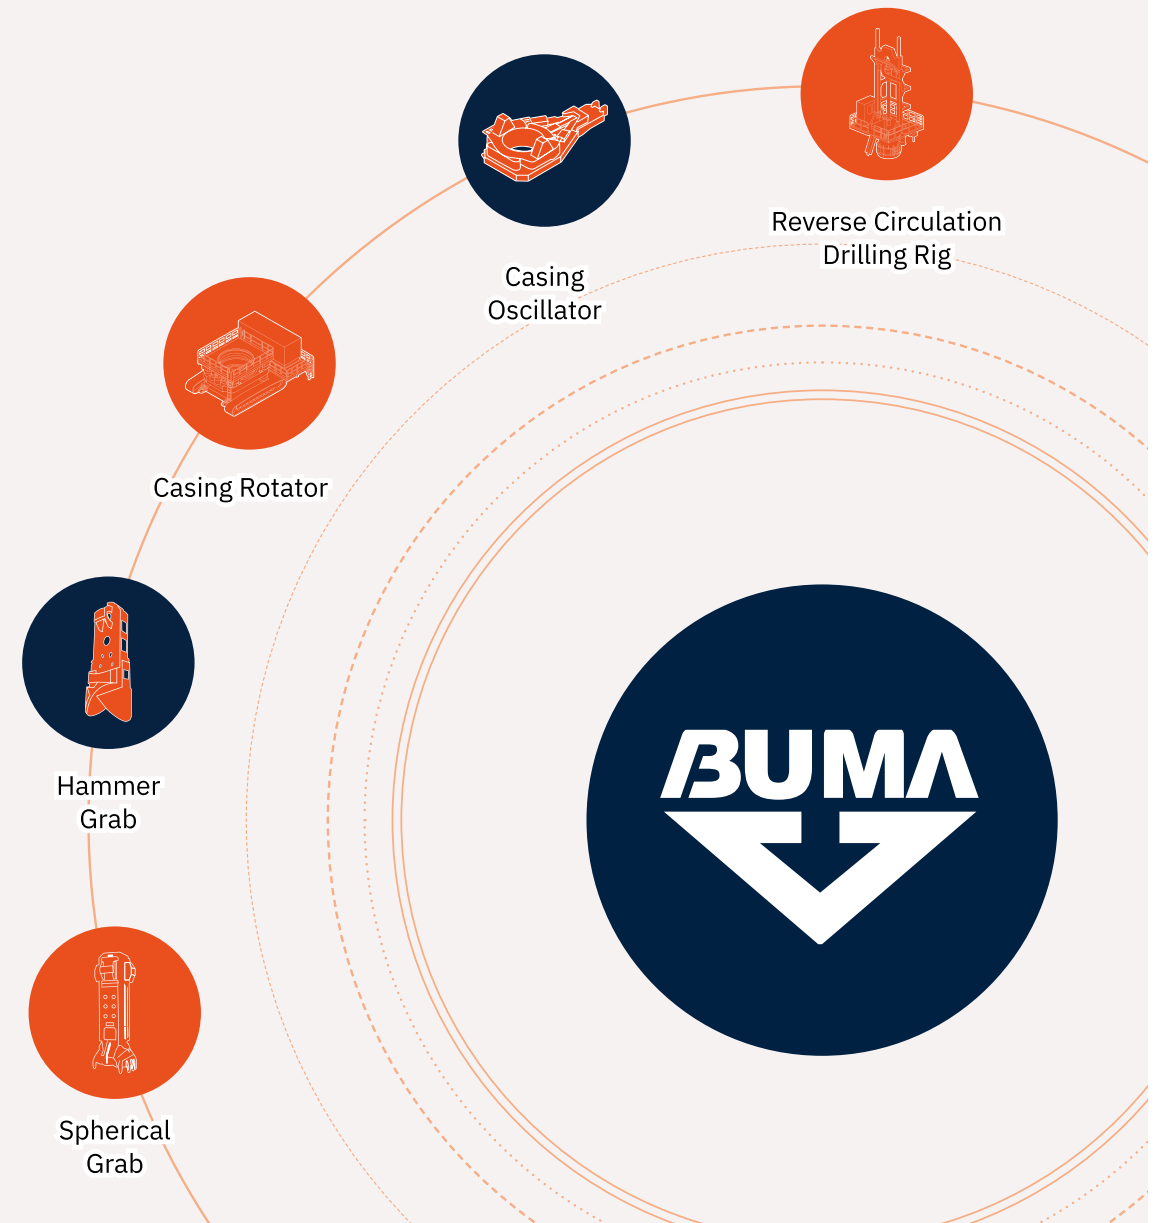 Reverse Circulation
Drilling Rig
Casing
Oscillator
Casing Rotator
Hammer
Grab
BUMA
Spherical
Grab